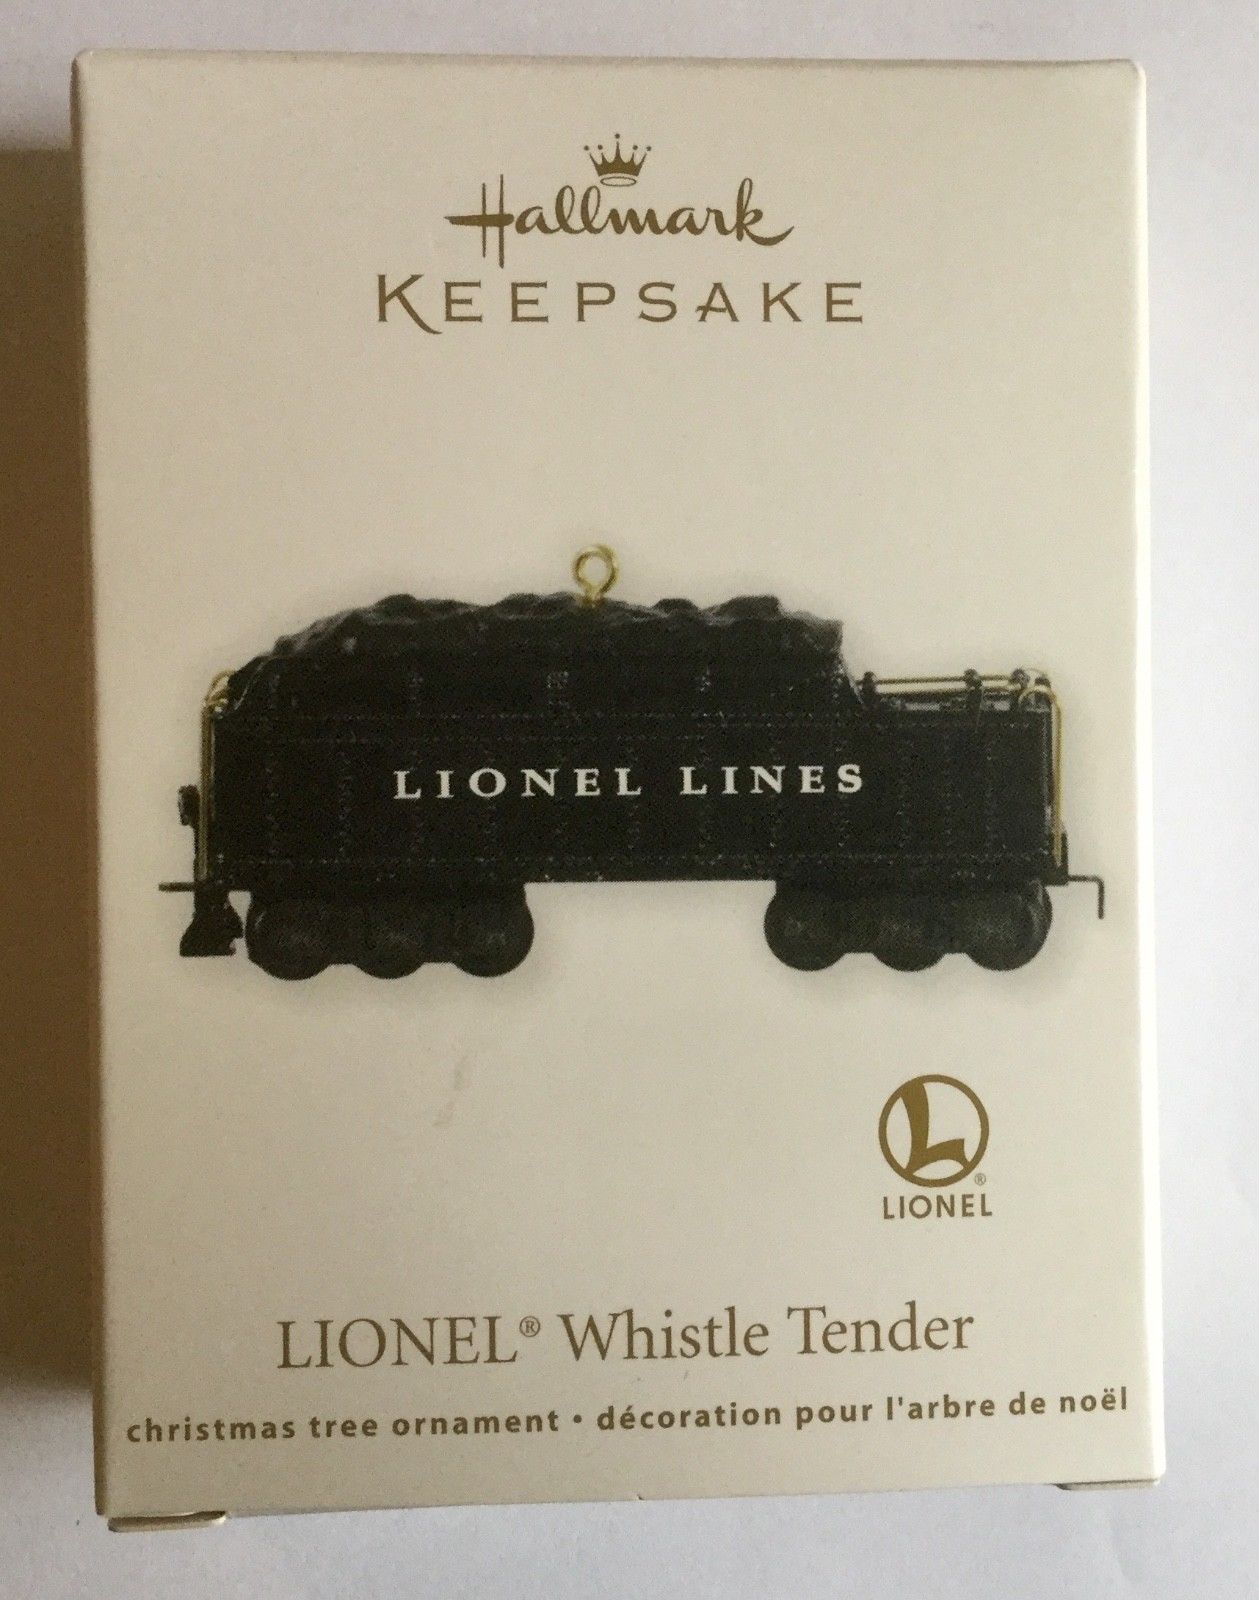 Hallmark
KEEPSAKE
LIONEL LINES
L®
LIONEL
LIONEL® Whistle Tender
christmas tree ornament • décoration pour l'arbre de noël